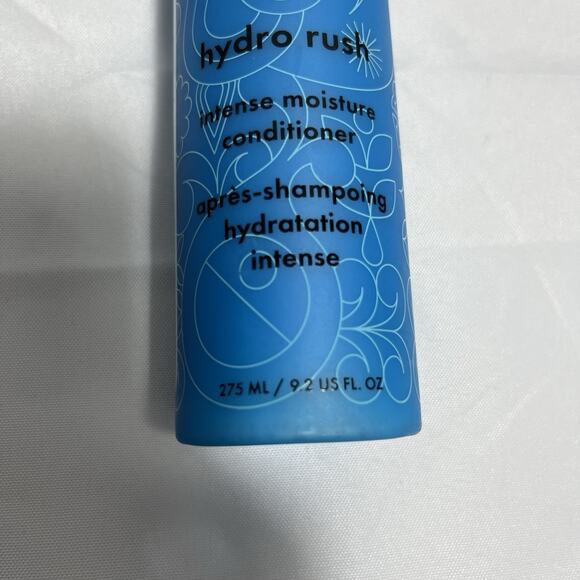 hydro rush
intense moisture
conditioner
après-shampoing
hydratation
intense
275 ML / 9.2 US FL. OZ